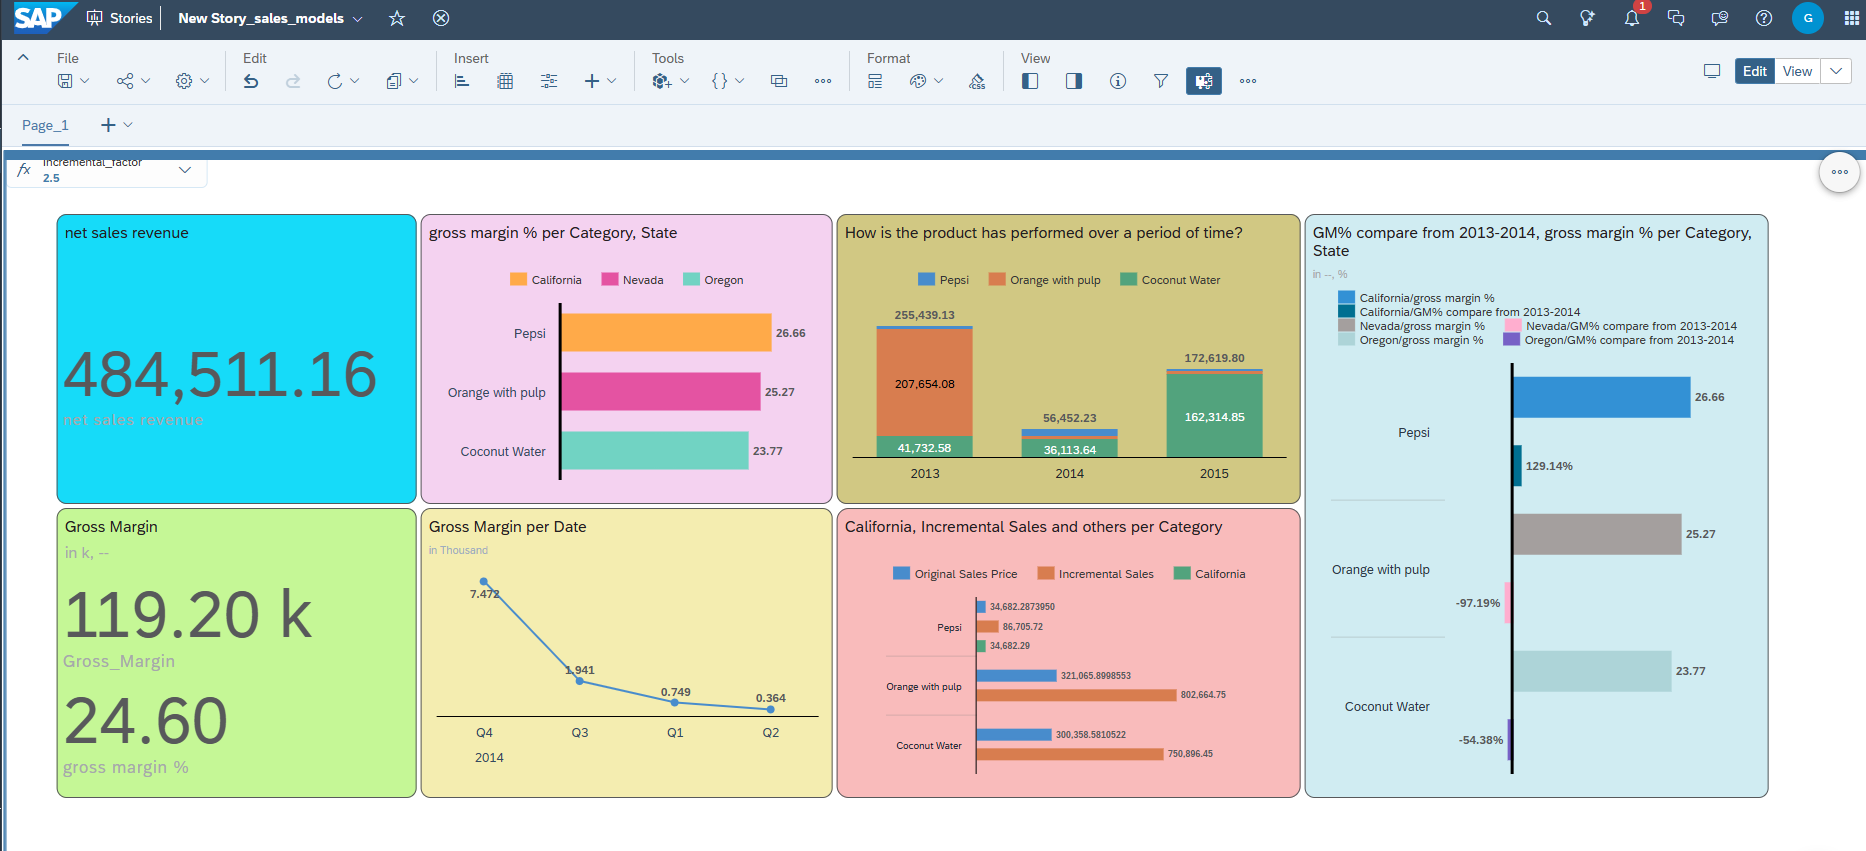 SAP Stories New Story_sales_models 1 G
File Edit Insert Tools Format View
css
Edit View
Page_1
fx incremental_factor
2.5
net sales revenue
484,511.16
net sales revenue
gross margin % per Category, State
California Nevada Oregon
Pepsi 26.66
Orange with pulp 25.27
Coconut Water 23.77
How is the product has performed over a period of time?
Pepsi Orange with pulp Coconut Water
255,439.13
172,619.80
207,654.08
56,452.23
162,314.85
41,732.58
36,113.64
2013 2014 2015
GM% compare from 2013-2014, gross margin % per Category,
State
in --, %
California/gross margin %
California/GM% compare from 2013-2014
Nevada/gross margin % Nevada/GM% compare from 2013-2014
Oregon/gross margin % Oregon/GM% compare from 2013-2014
26.66
Pepsi
129.14%
25.27
Orange with pulp
-97.19%
23.77
Coconut Water
-54.38%
Gross Margin
in k, --
119.20 k
Gross_Margin
24.60
gross margin %
Gross Margin per Date
in Thousand
7.472
1.941
0.749
0.364
Q4 Q3 Q1 Q2
2014
California, Incremental Sales and others per Category
Original Sales Price Incremental Sales California
34,682.2873950
Pepsi 86,705.72
34,682.29
321,065.8998553
Orange with pulp
802,664.75
300,358.5810522
Coconut Water
750,896.45